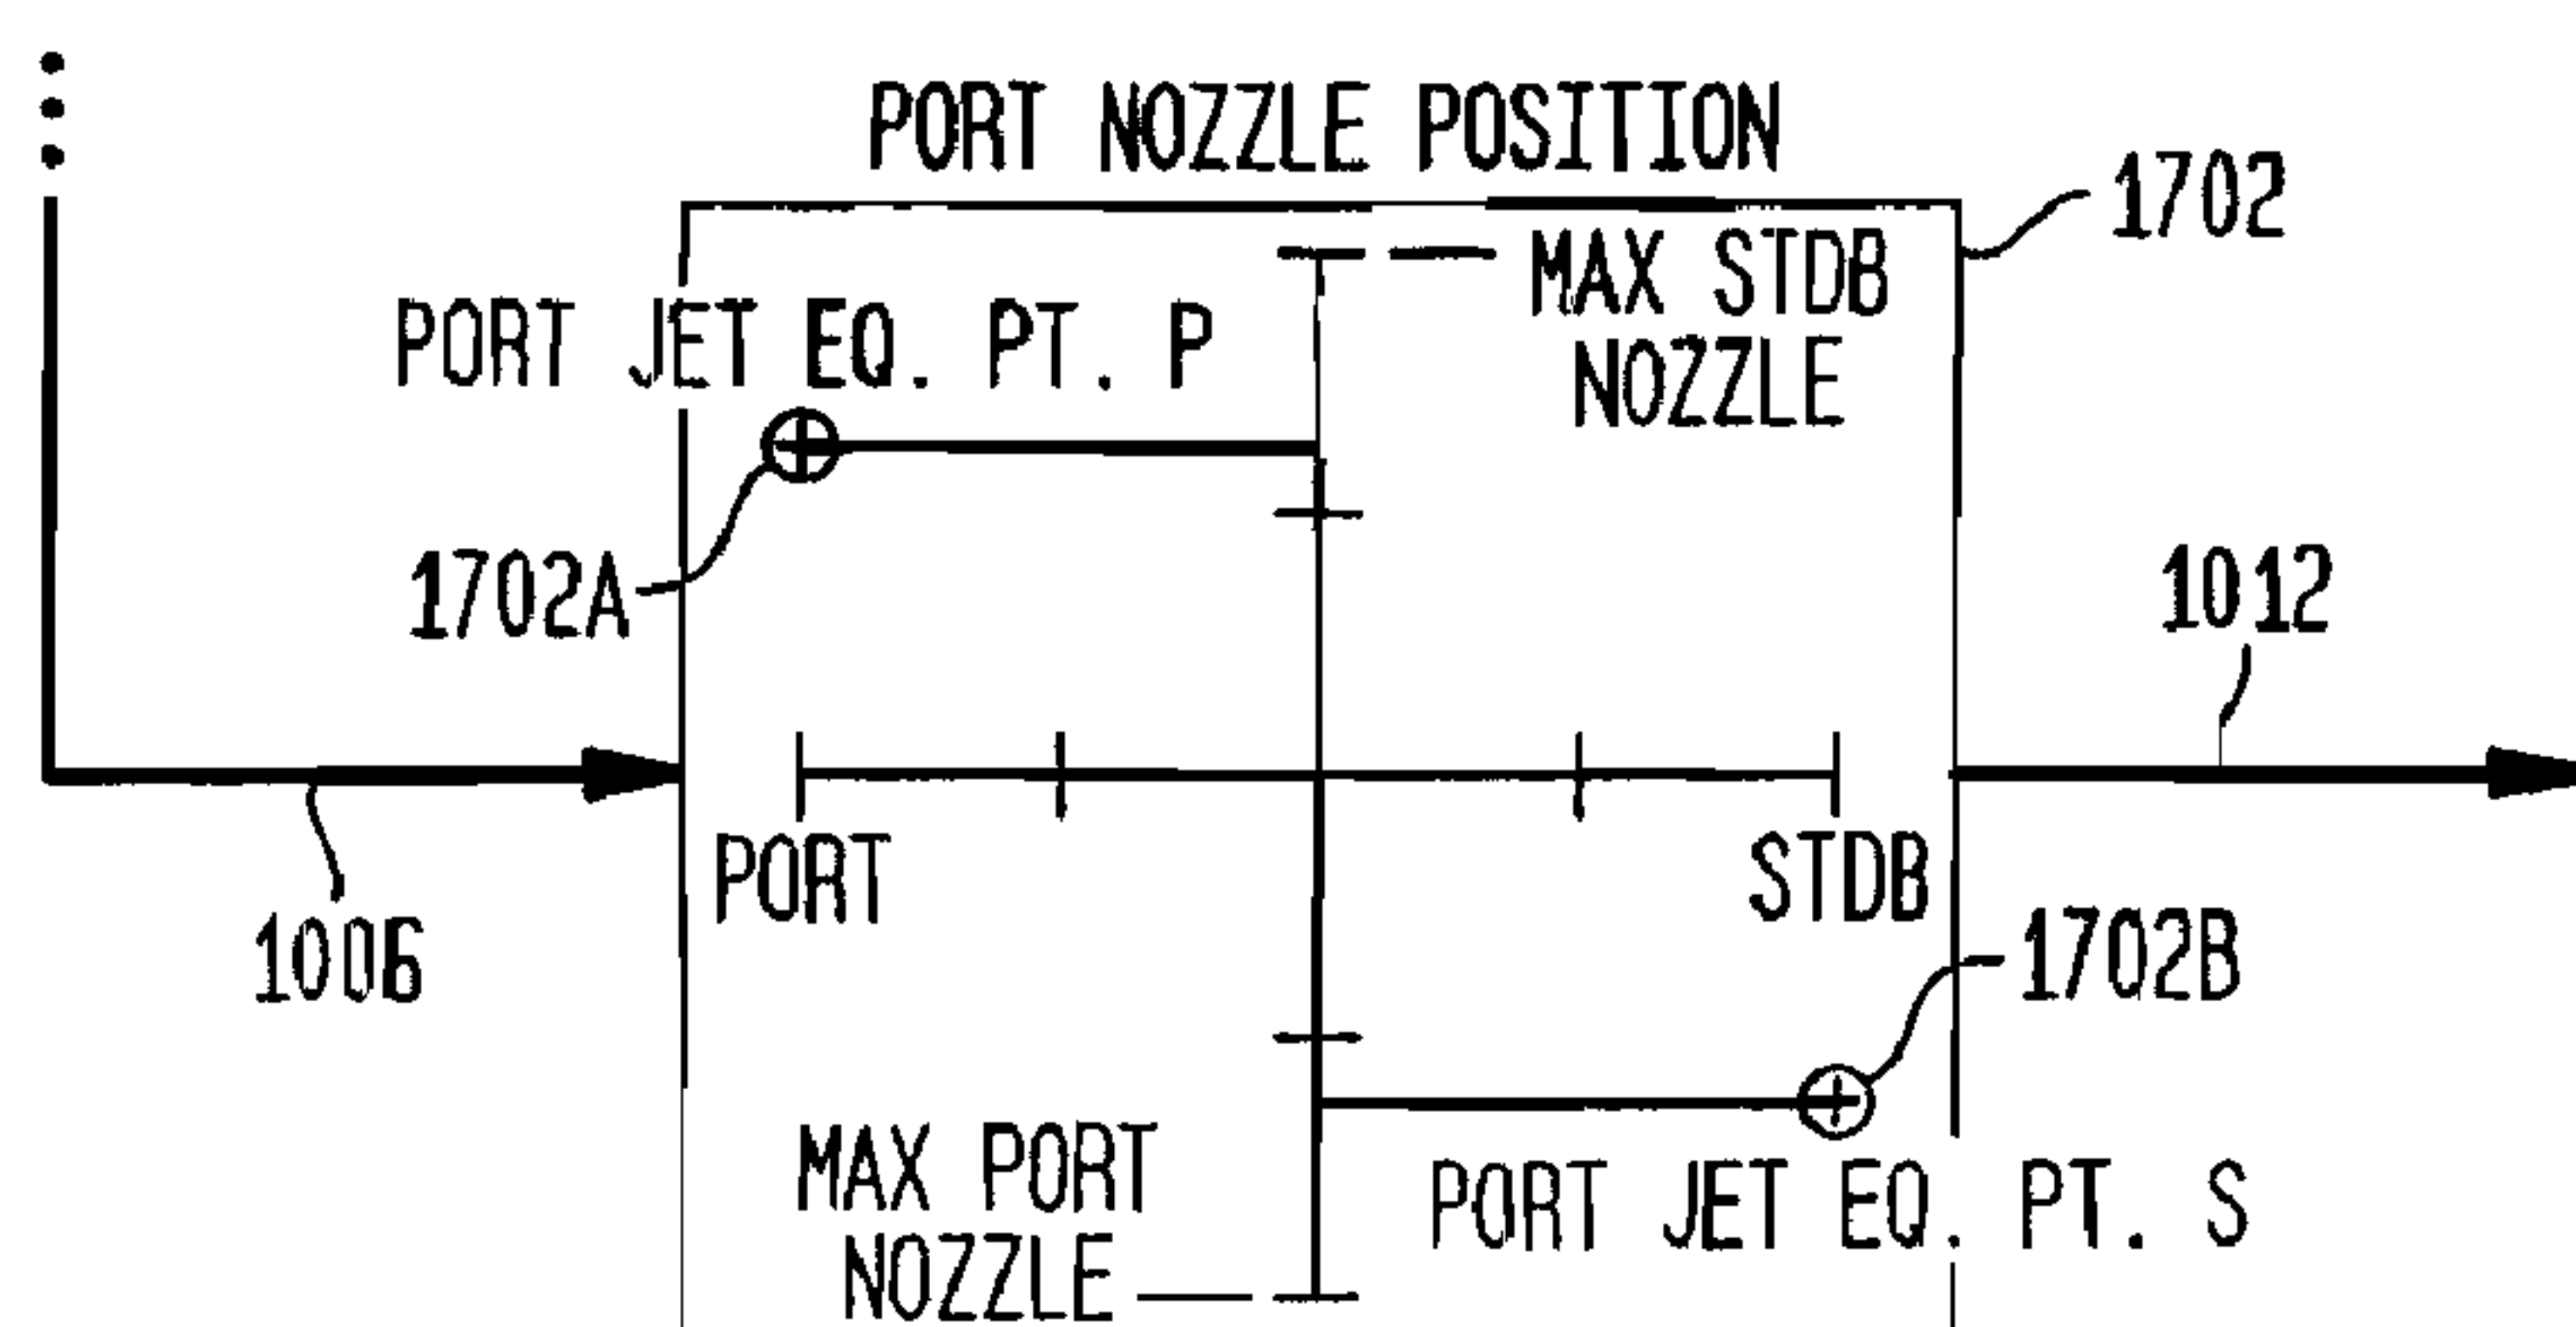 PORT NOZZLE POSITION
1702
MAX STDB
NOZZLE
PORT JET EQ. PT. P
1702A
1012
PORT
STDB
1006
1702B
MAX PORT
NOZZLE
PORT JET EQ. PT. S